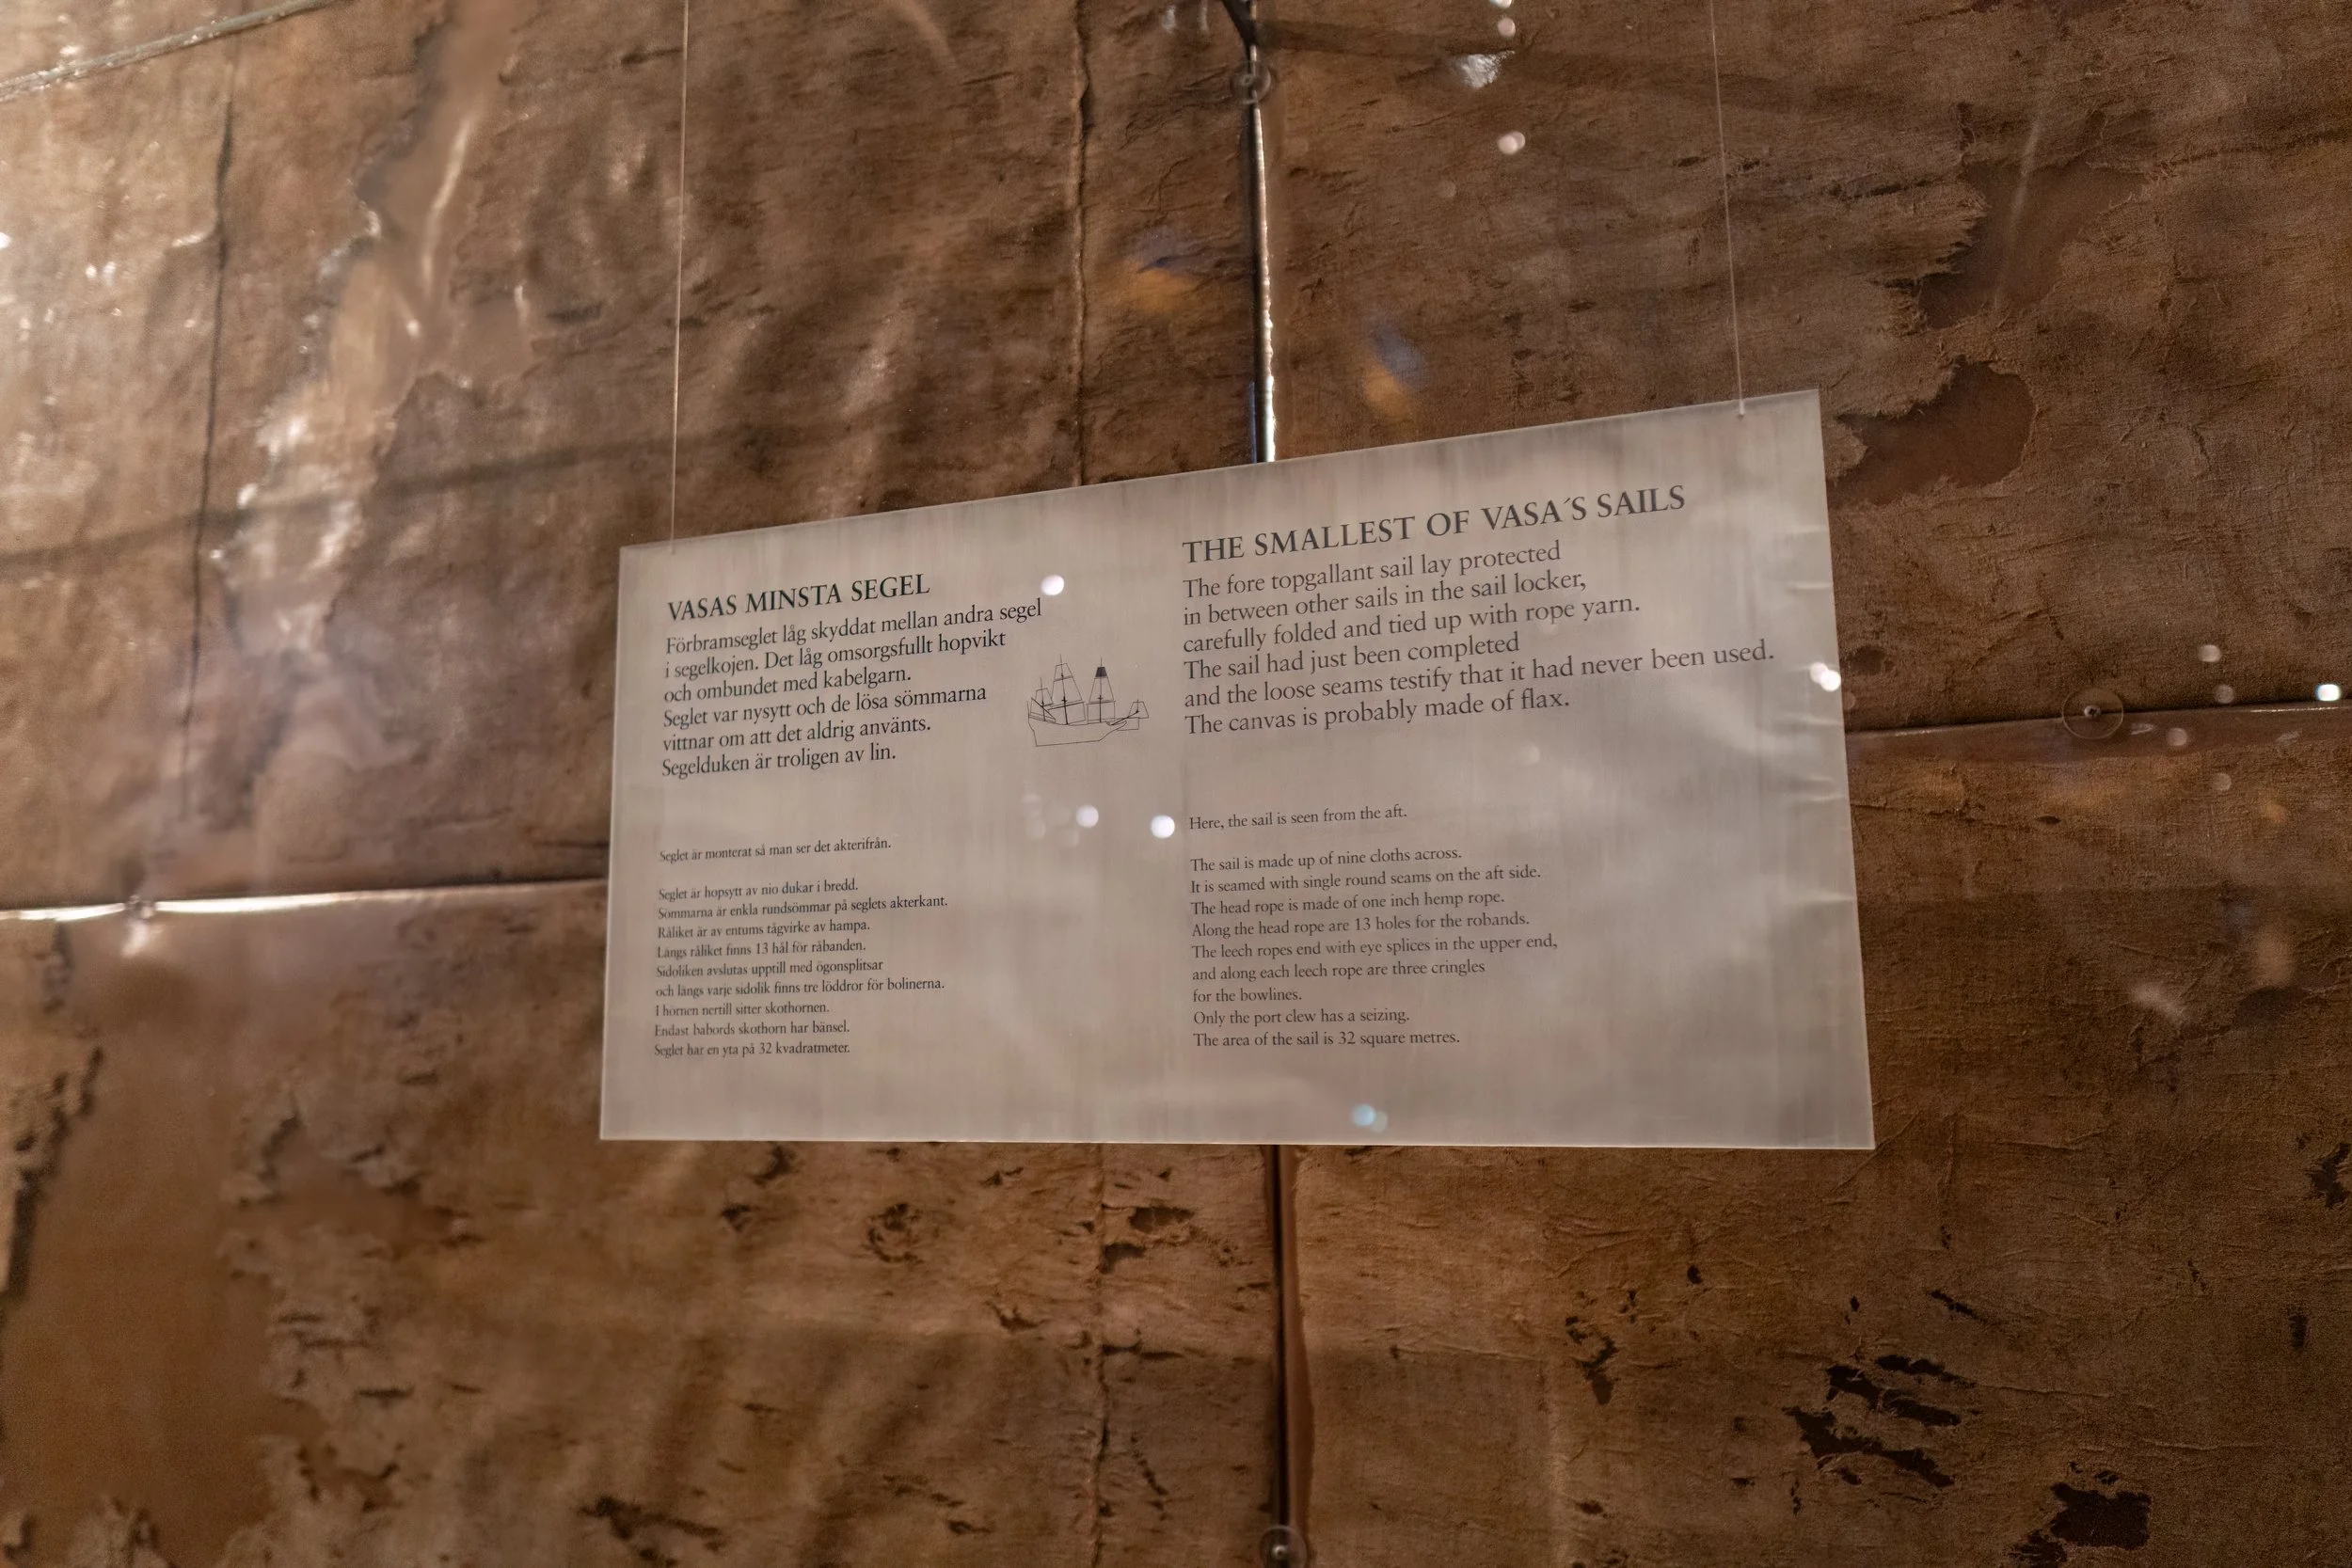 VASAS MINSTA SEGEL
Förbramseglet låg skyddat mellan andra segel
i segelkojen. Det låg omsorgsfullt hopvikt
och ombundet med kabelgarn.
Seglet var nysytt och de lösa sömmarna
vittnar om att det aldrig använts.
Segelduken är troligen av lin.
Seglet är monterat så man ser det akterifrån.
Seglet är hopsytt av nio dukar i bredd.
Sömmarna är enkla rundsömmar på seglets akterkant.
Råliket är av entums tågvirke av hampa.
Längs råliket finns 13 hål för råbanden.
Sidoliken avslutas upptill med ögonsplitsar
och längs varje sidolik finns tre löddror för bolinerna.
I hörnen nertill sitter skothornen.
Endast babords skothorn har bänsel.
Seglet har en yta på 32 kvadratmeter.
THE SMALLEST OF VASA´S SAILS
The fore topgallant sail lay protected
in between other sails in the sail locker,
carefully folded and tied up with rope yarn.
The sail had just been completed
and the loose seams testify that it had never been used.
The canvas is probably made of flax.
Here, the sail is seen from the aft.
The sail is made up of nine cloths across.
It is seamed with single round seams on the aft side.
The head rope is made of one inch hemp rope.
Along the head rope are 13 holes for the robands.
The leech ropes end with eye splices in the upper end,
and along each leech rope are three cringles
for the bowlines.
Only the port clew has a seizing.
The area of the sail is 32 square metres.